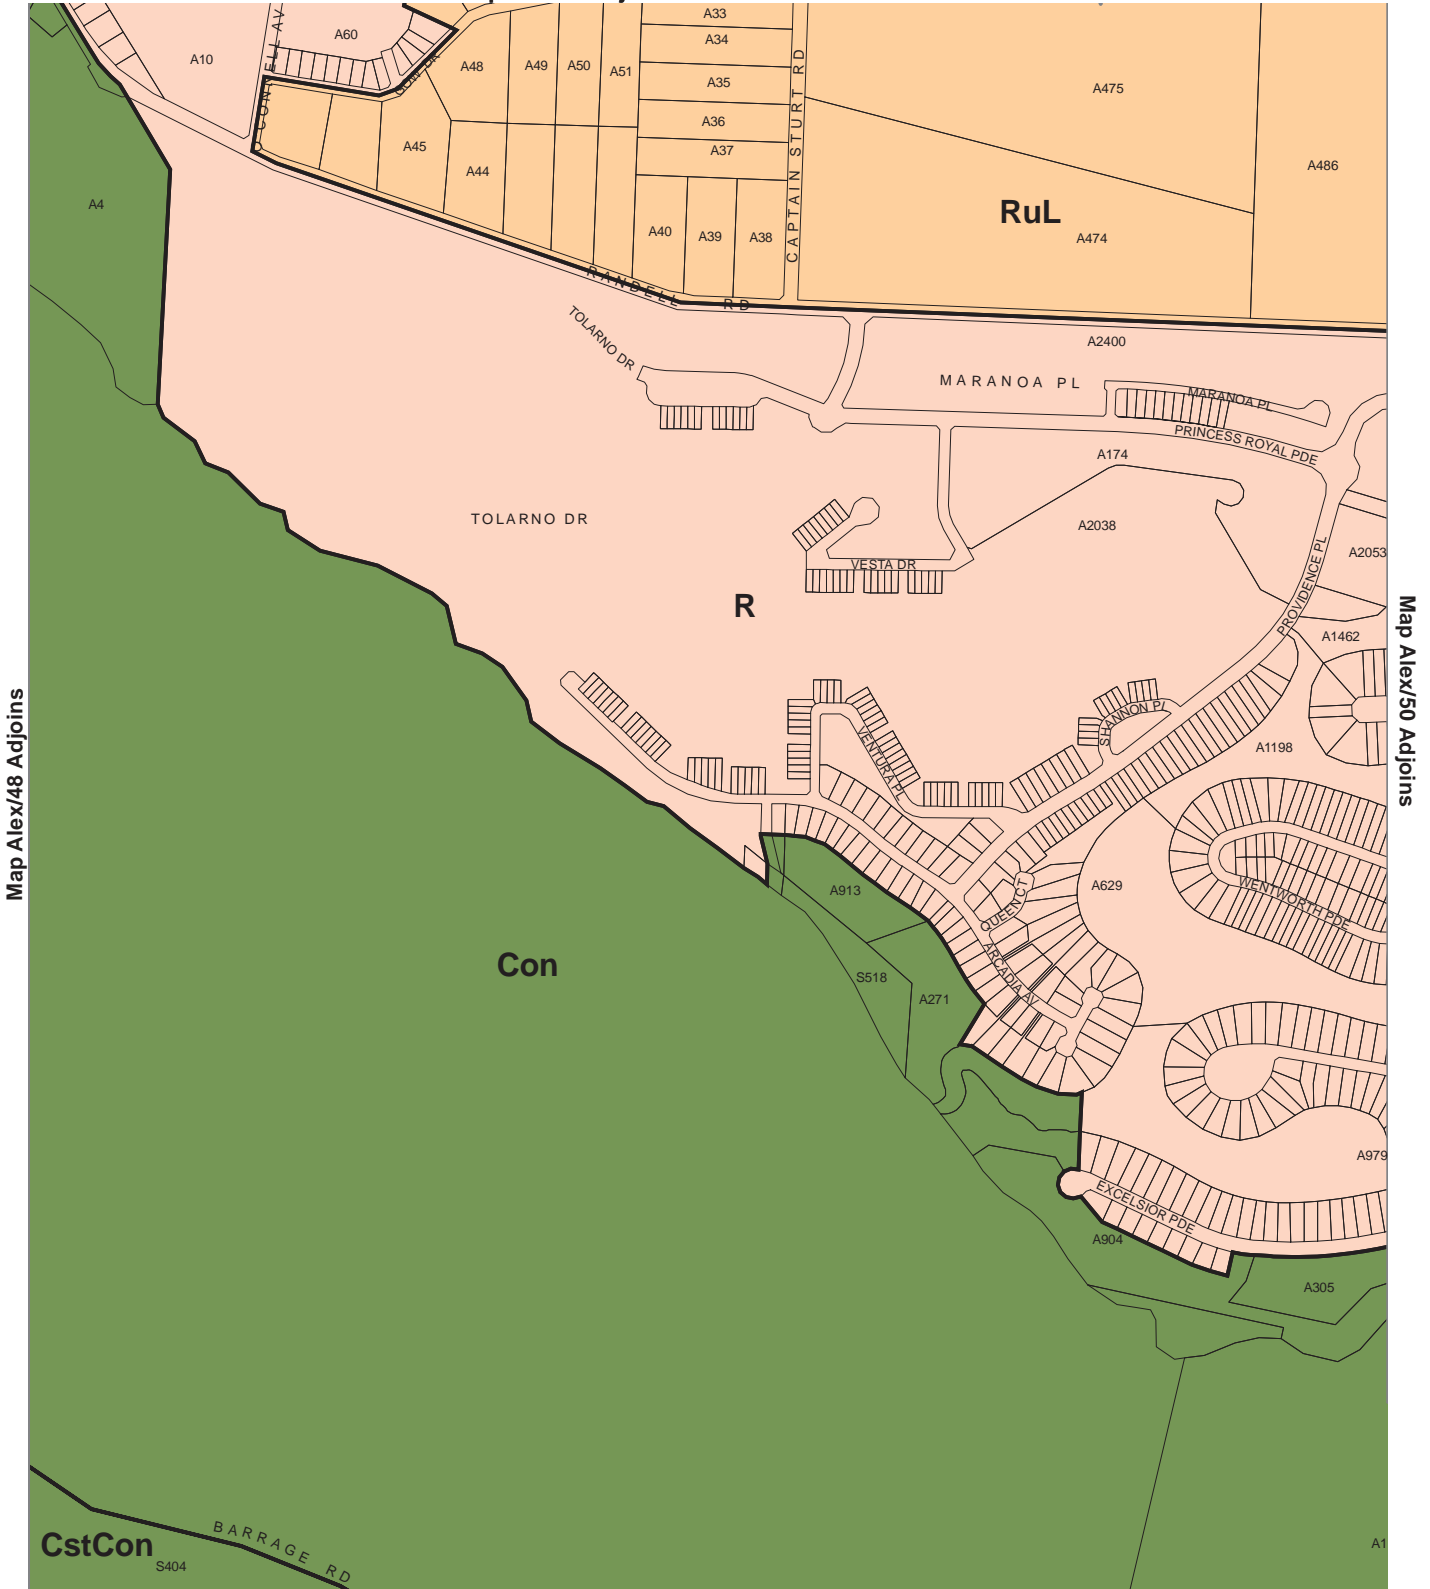 A33
A60
A34
A10
A48
A49
A50
A51
A35
A475
A36
A45
A37
A44
A486
CAPTAIN STURT RD
A4
RuL
A40
A39
A38
A474
RANDELL RD
TOLARNO DR
A2400
MARANOA PL
MARANOA PL
PRINCESS ROYAL PDE
A174
TOLARNO DR
A2038
A2053
VESTA DR
PROVIDENCE PL
R
A1462
Map Alex/48 Adjoins
Map Alex/50 Adjoins
SHANNON PL
VENTURA PL
A1198
A913
A629
WENTWORTH PDE
QUEEN CT
Con
ARCADIA AV
S518
A271
A979
EXCELSIOR PDE
A904
A305
CstCon
BARRAGE RD
S404
A1